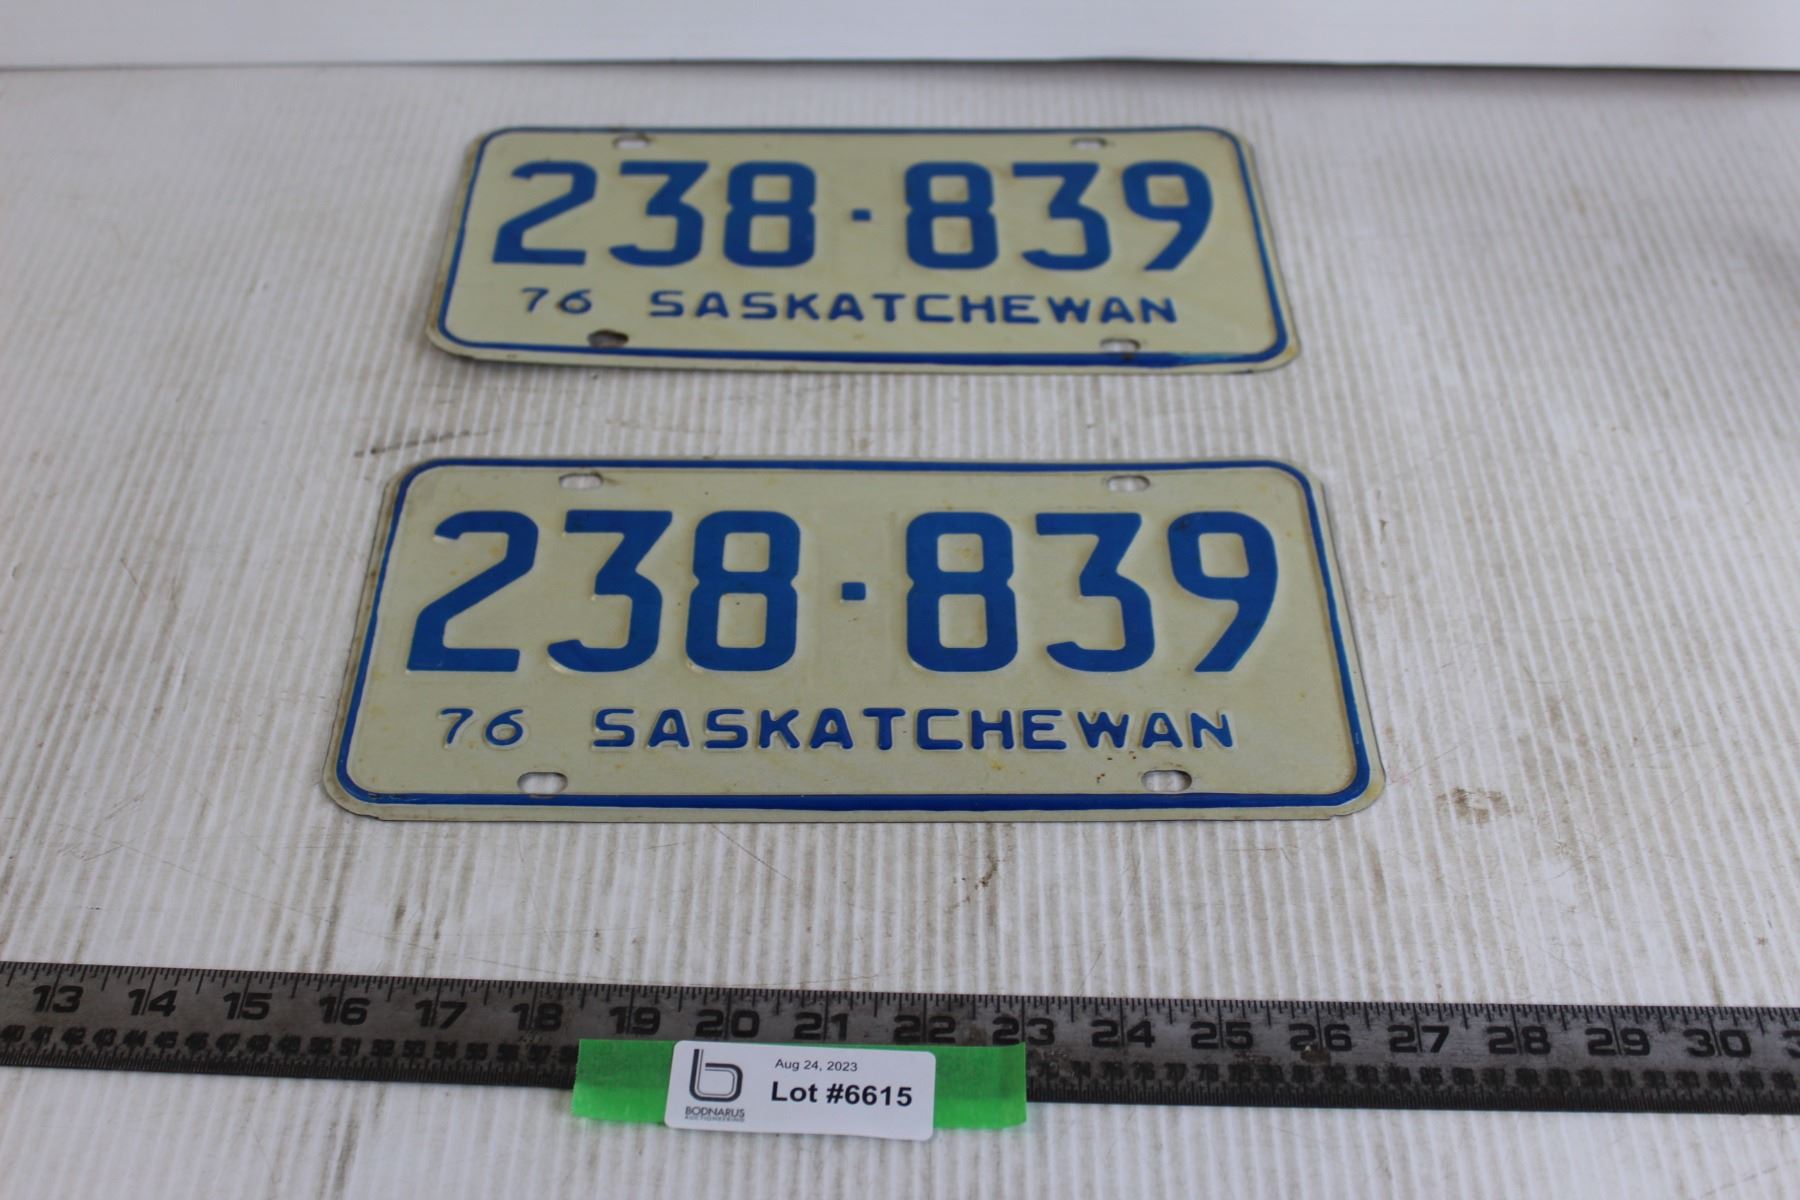 238·839
76 SASKATCHEWAN
238·839
76 SASKATCHEWAN
13 14 15 16 17 18 19 20 21 22 23 24 25 26 27 28 29 30
Aug 24, 2023
Lot #6615
BODNARUS
AUCTIONEERING